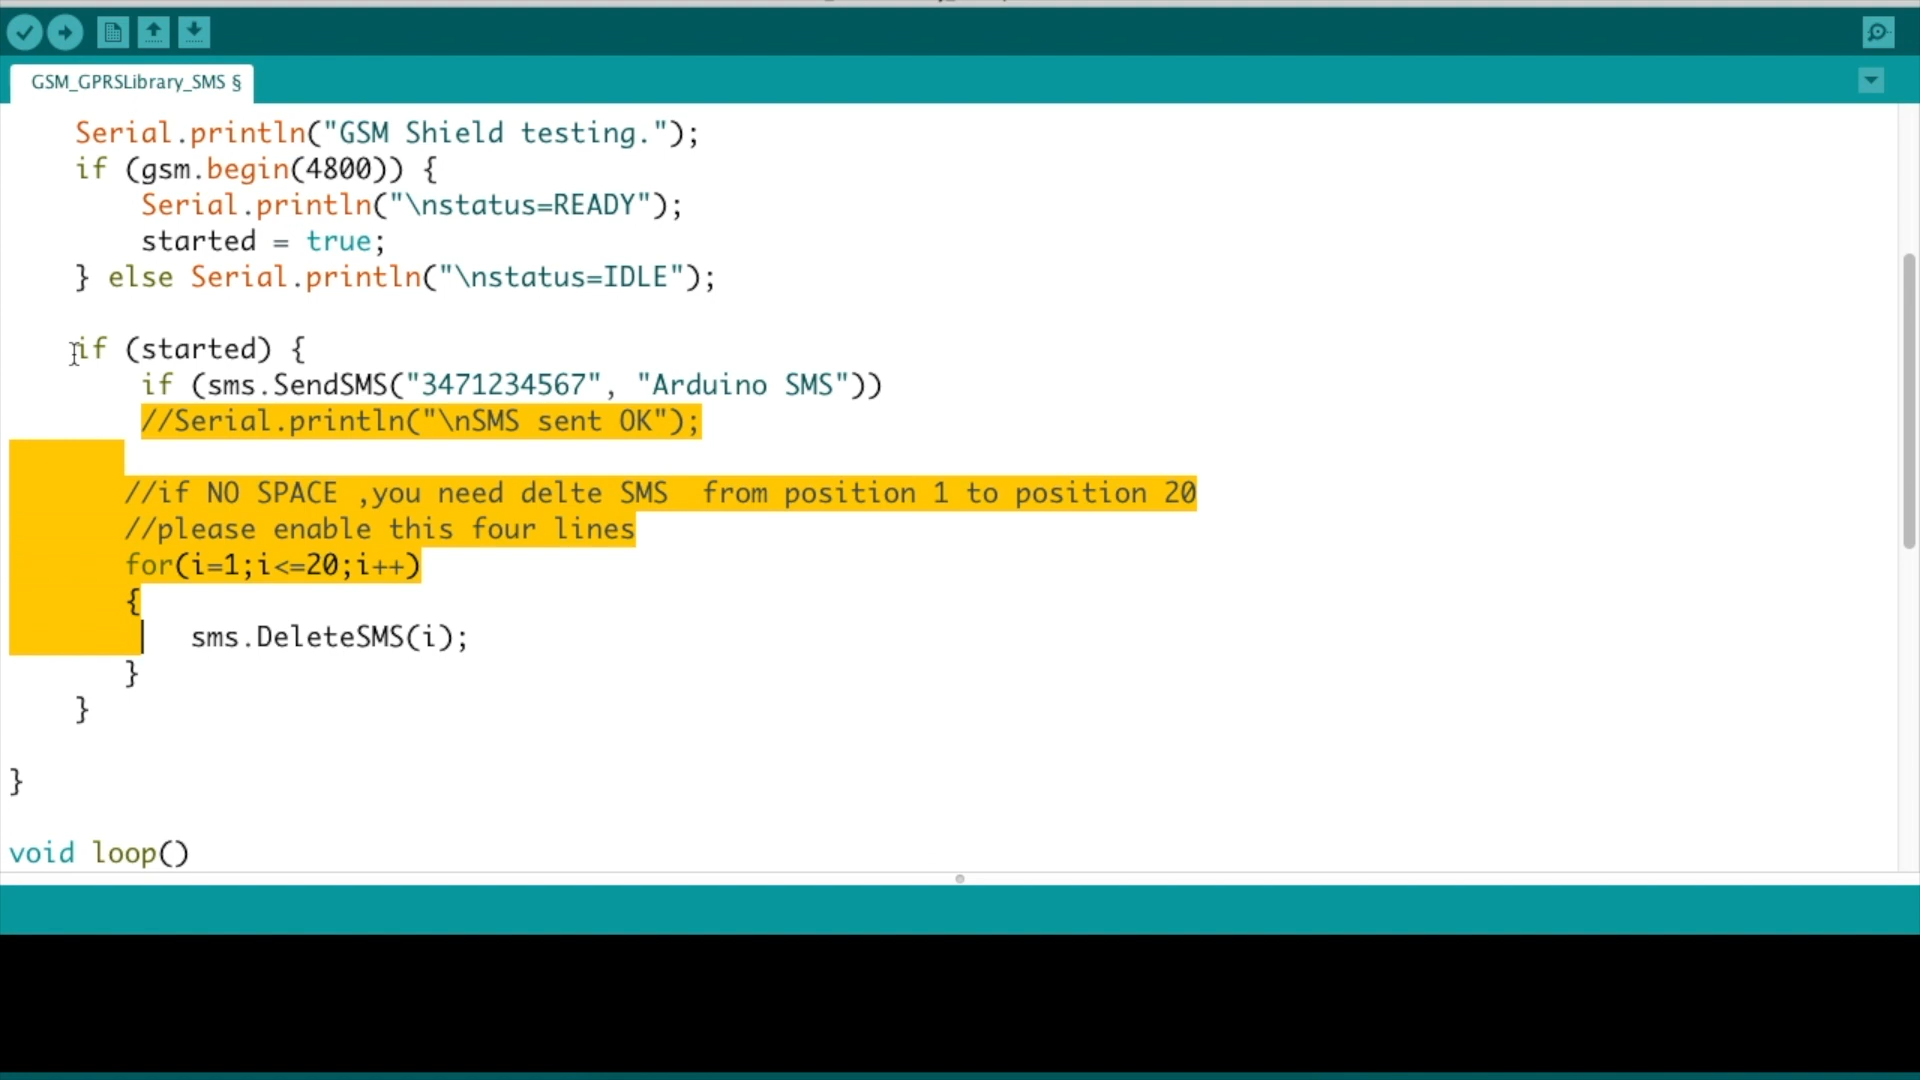 GSM_GPRSLibrary_SMS §
Serial.println("GSM Shield testing.");
if (gsm.begin(4800)) {
Serial.println("\nstatus=READY");
started = true;
} else Serial.println("\nstatus=IDLE");
if (started) {
if (sms.SendSMS("3471234567", "Arduino SMS"))
//Serial.println("\nSMS sent OK");
//if NO SPACE ,you need delte SMS  from position 1 to position 20
//please enable this four lines
for(i=1;i<=20;i++)
{
sms.DeleteSMS(i);
}
}
}
void loop()